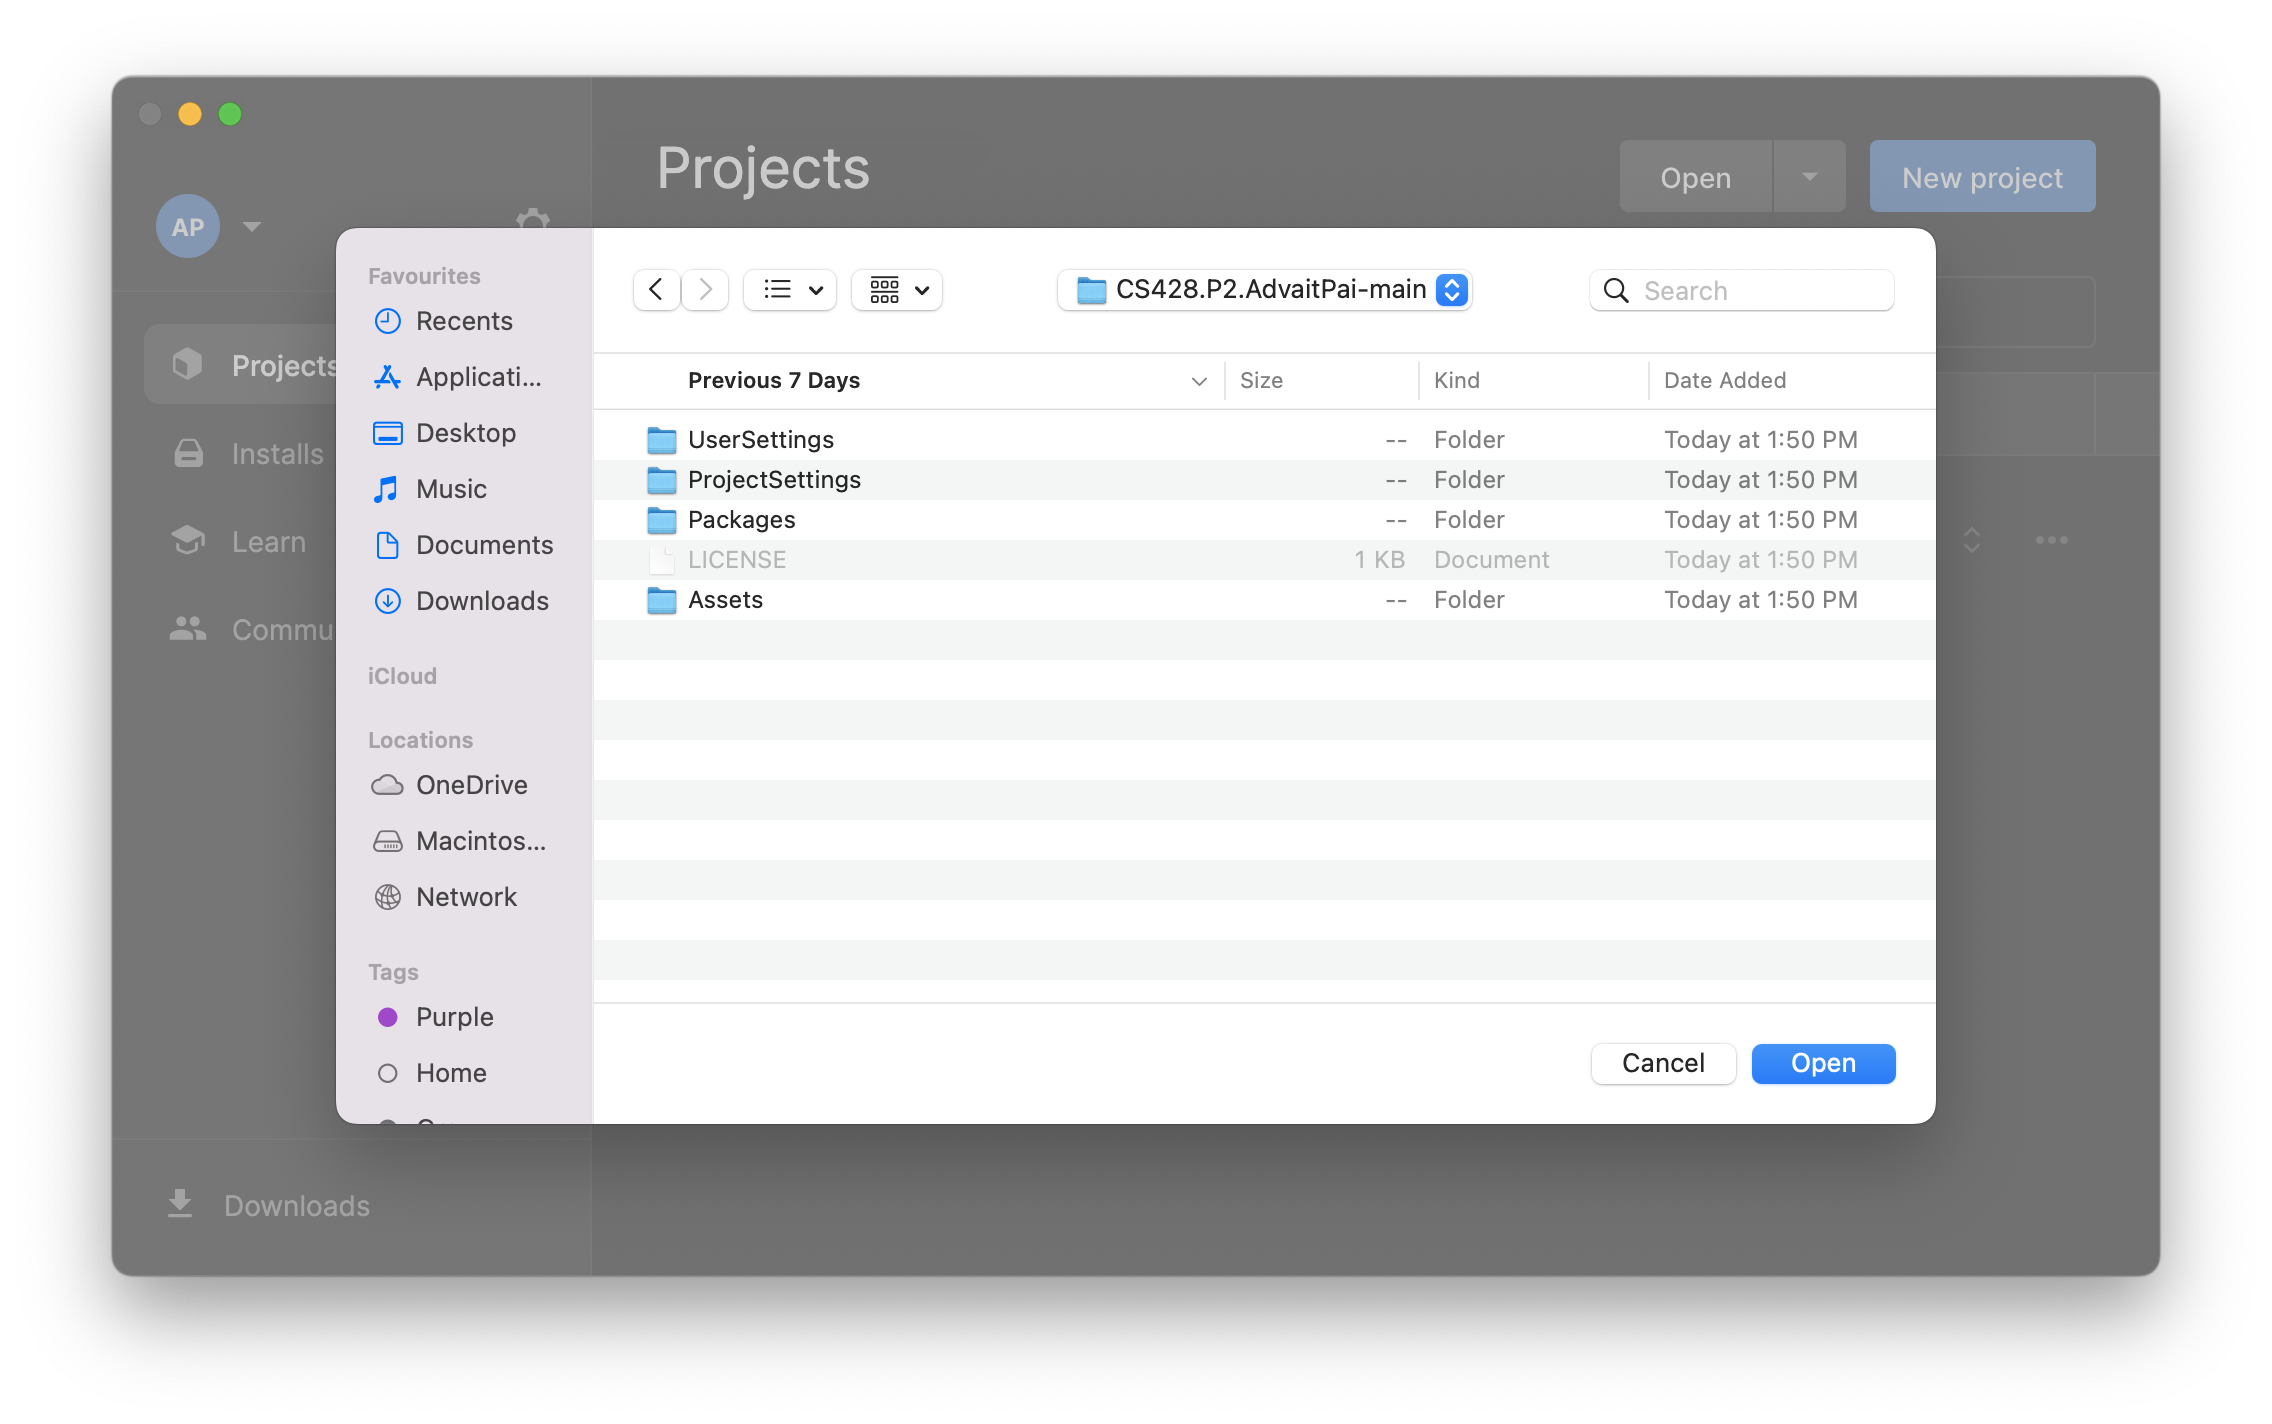 Projects
Open
New project
AP
Projects
Installs
Learn
Commu
Downloads
Favourites
Recents
Applicati...
Desktop
Music
Documents
Downloads
iCloud
Locations
OneDrive
Macintos...
Network
Tags
Purple
Home
CS428.P2.AdvaitPai-main
Search
Previous 7 Days Size Kind Date Added
UserSettings -- Folder Today at 1:50 PM
ProjectSettings -- Folder Today at 1:50 PM
Packages -- Folder Today at 1:50 PM
LICENSE 1 KB Document Today at 1:50 PM
Assets -- Folder Today at 1:50 PM
Cancel Open